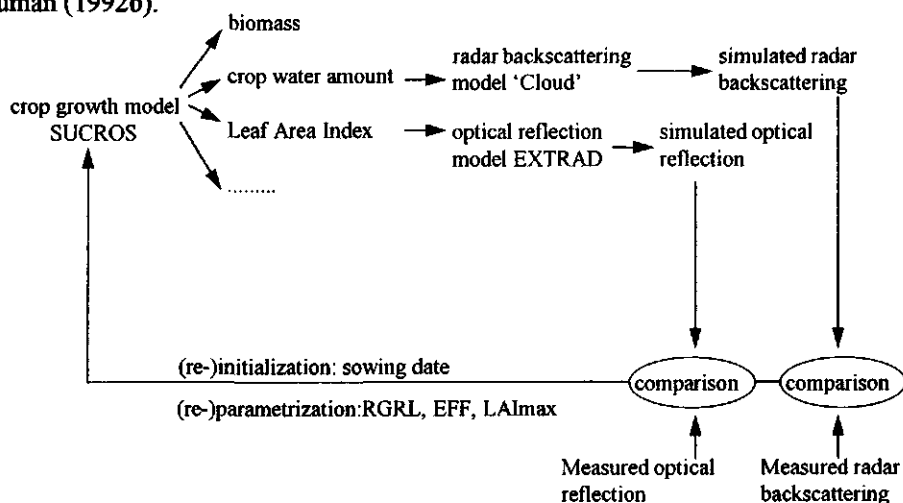 uman (1992b).
biomass
crop water amount
radar backscattering
model 'Cloud'
simulated radar
backscattering
crop growth model
SUCROS
Leaf Area Index
optical reflection
model EXTRAD
simulated optical
reflection
.........
(re-)initialization: sowing date
(re-)parametrization:RGRL, EFF, LAImax
comparison
comparison
Measured optical
reflection
Measured radar
backscattering